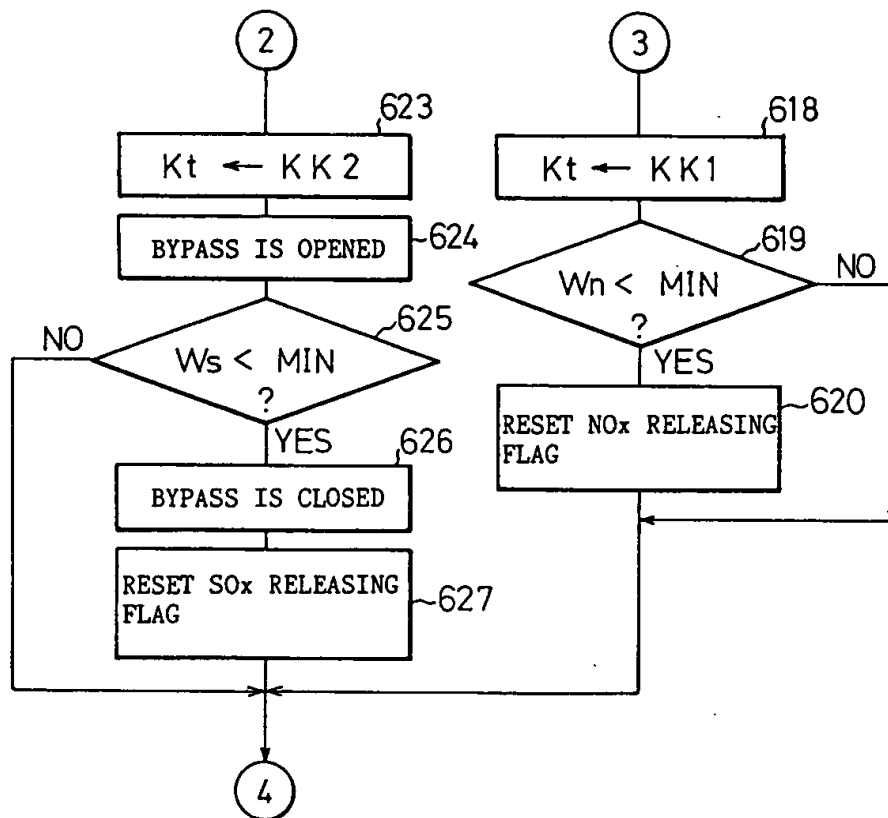 2
623
Kt ← KK2
BYPASS IS OPENED
624
625
NO
Ws < MIN
?
YES
626
BYPASS IS CLOSED
RESET SOx RELEASING
FLAG
627
3
618
Kt ← KK1
619
NO
Wn < MIN
?
YES
620
RESET NOx RELEASING
FLAG
4